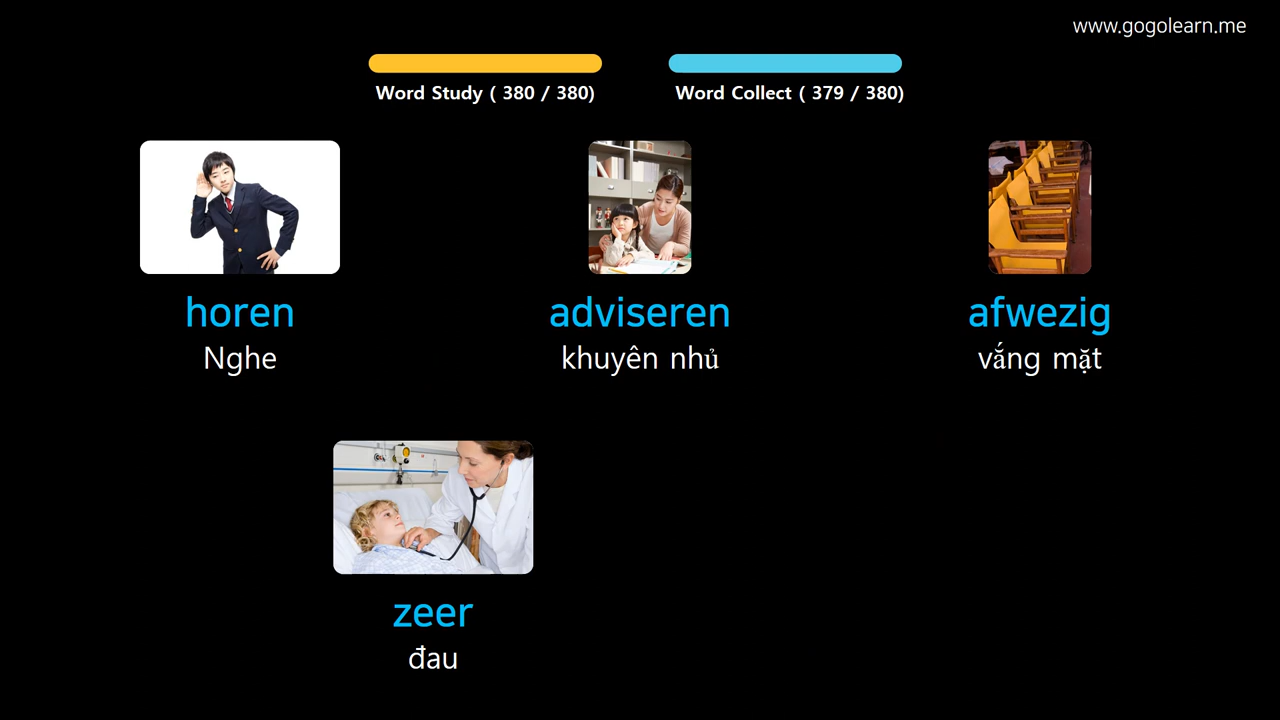 www.gogolearn.me
Word Study ( 380 / 380)
Word Collect ( 379 / 380)
horen
Nghe
adviseren
khuyên nhủ
afwezig
vắng mặt
zeer
đau